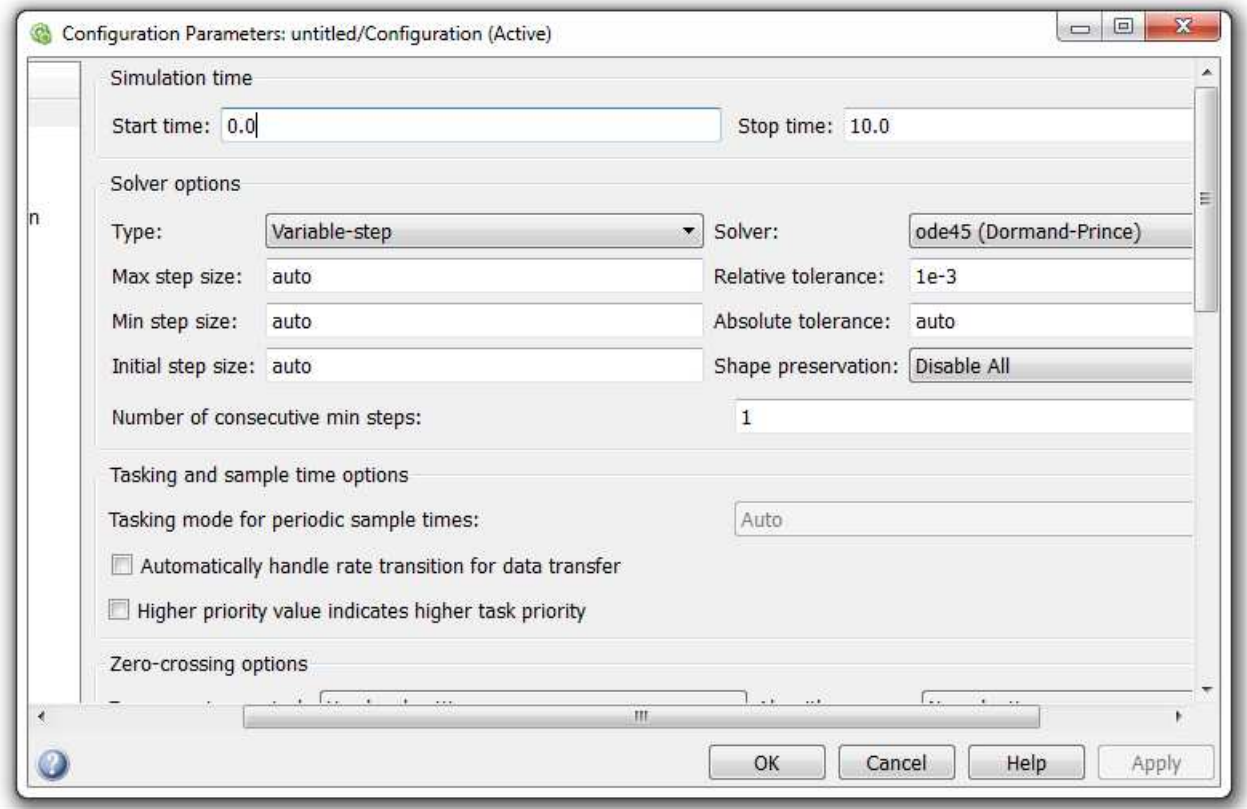 Configuration Parameters: untitled/Configuration (Active)
Simulation time
Start time: 0.0 Stop time: 10.0
Solver options
n
Type: Variable-step Solver: ode45 (Dormand-Prince)
Max step size: auto Relative tolerance: 1e-3
Min step size: auto Absolute tolerance: auto
Initial step size: auto Shape preservation: Disable All
Number of consecutive min steps: 1
Tasking and sample time options
Tasking mode for periodic sample times: Auto
Automatically handle rate transition for data transfer
Higher priority value indicates higher task priority
Zero-crossing options
OK Cancel Help Apply